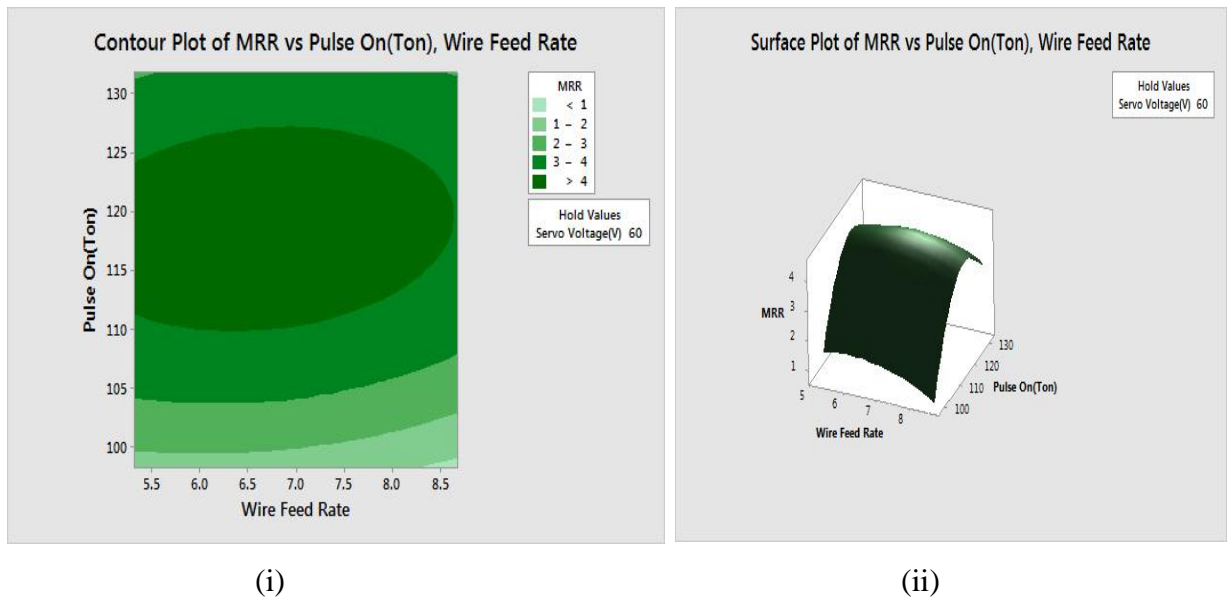 Contour Plot of MRR vs Pulse On(Ton), Wire Feed Rate
130
125
120
115
110
105
100
Pulse On(Ton)
5.5 6.0 6.5 7.0 7.5 8.0 8.5
Wire Feed Rate
MRR
< 1
1 – 2
2 – 3
3 – 4
> 4
Hold Values
Servo Voltage(V) 60
(i)
Surface Plot of MRR vs Pulse On(Ton), Wire Feed Rate
Hold Values
Servo Voltage(V) 60
4
3
2
1
MRR
5 6 7 8
Wire Feed Rate
130
120
110
100
Pulse On(Ton)
(ii)